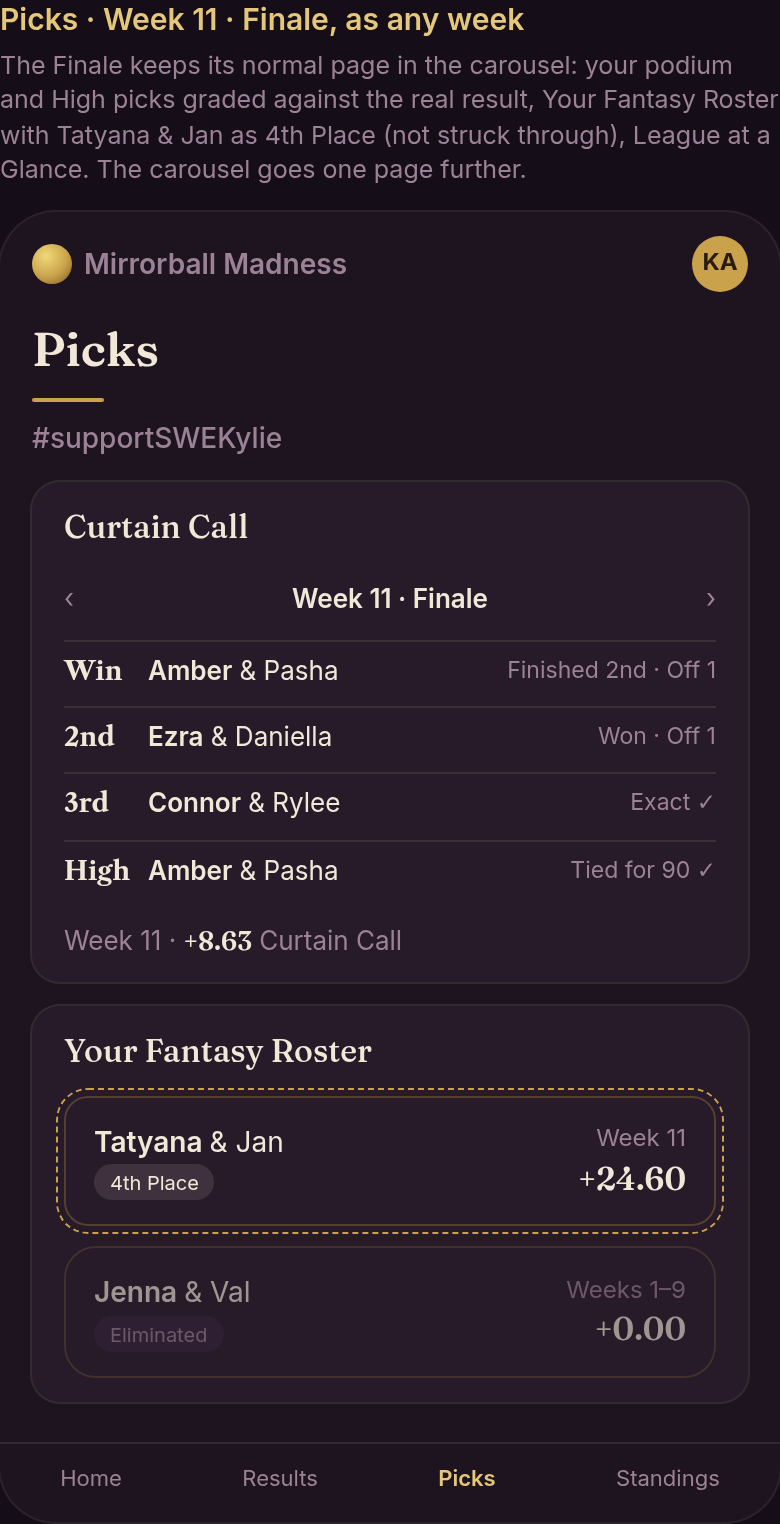 Picks · Week 11 · Finale, as any week
The Finale keeps its normal page in the carousel: your podium
and High picks graded against the real result, Your Fantasy Roster
with Tatyana & Jan as 4th Place (not struck through), League at a
Glance. The carousel goes one page further.
Mirrorball Madness
KA
Picks
#supportSWEKylie
Curtain Call
‹ Week 11 · Finale ›
Win Amber & Pasha Finished 2nd · Off 1
2nd Ezra & Daniella Won · Off 1
3rd Connor & Rylee Exact ✓
High Amber & Pasha Tied for 90 ✓
Week 11 · +8.63 Curtain Call
Your Fantasy Roster
Tatyana & Jan Week 11
4th Place +24.60
Jenna & Val Weeks 1–9
Eliminated +0.00
Home Results Picks Standings